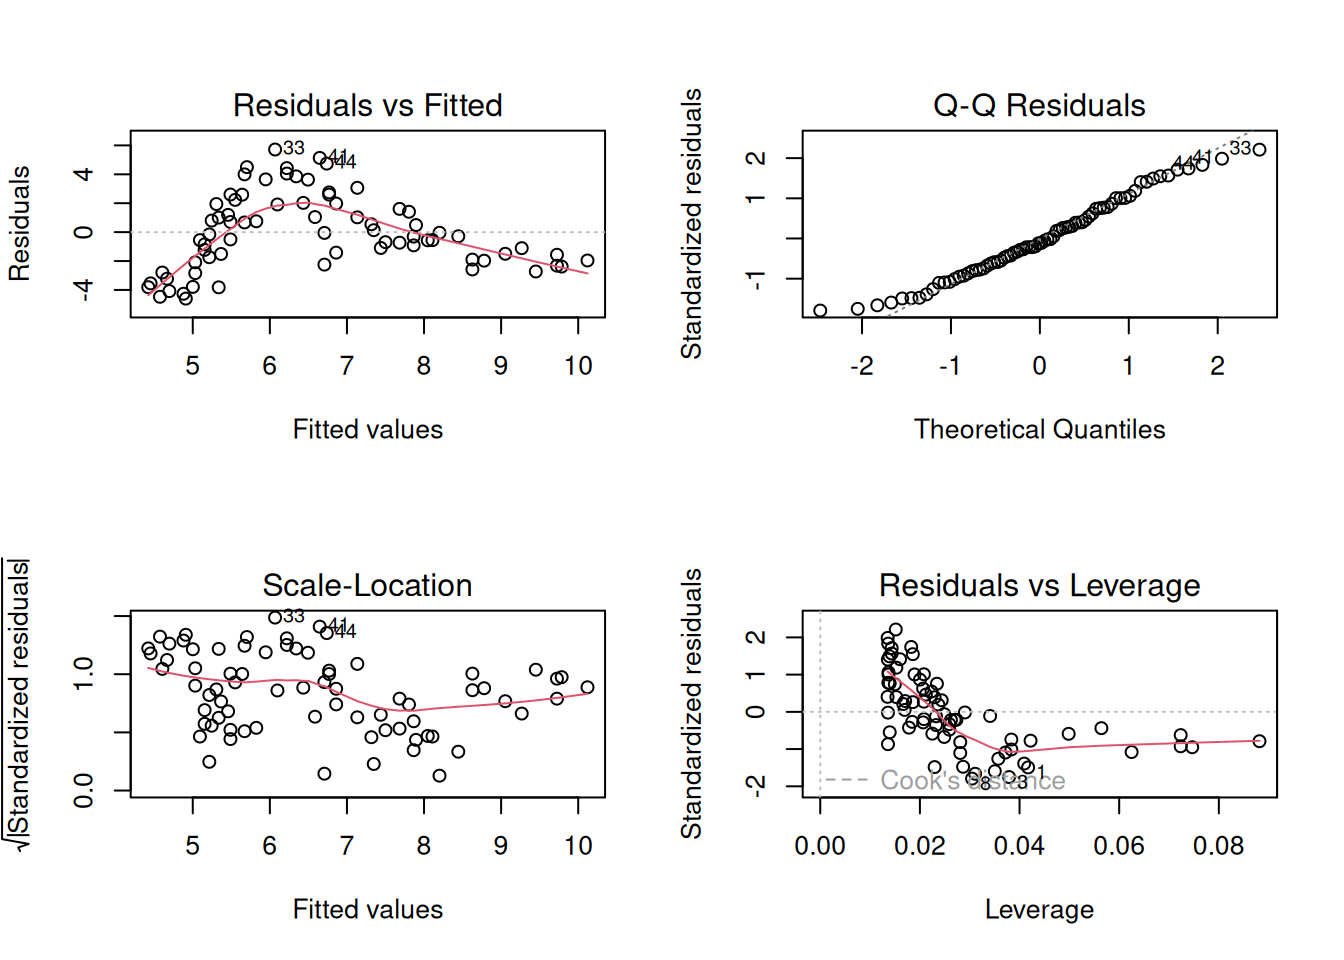 Residuals vs Fitted
Residuals
4
0
-4
33
41
44
5 6 7 8 9 10
Fitted values
Q-Q Residuals
Standardized residuals
2
1
-1
44
41
33
-2 -1 0 1 2
Theoretical Quantiles
Scale-Location
√|Standardized residuals|
1.0
0.0
33
41
44
5 6 7 8 9 10
Fitted values
Residuals vs Leverage
Standardized residuals
2
1
0
-2
Cook's distance
1
8
3
0.00 0.02 0.04 0.06 0.08
Leverage